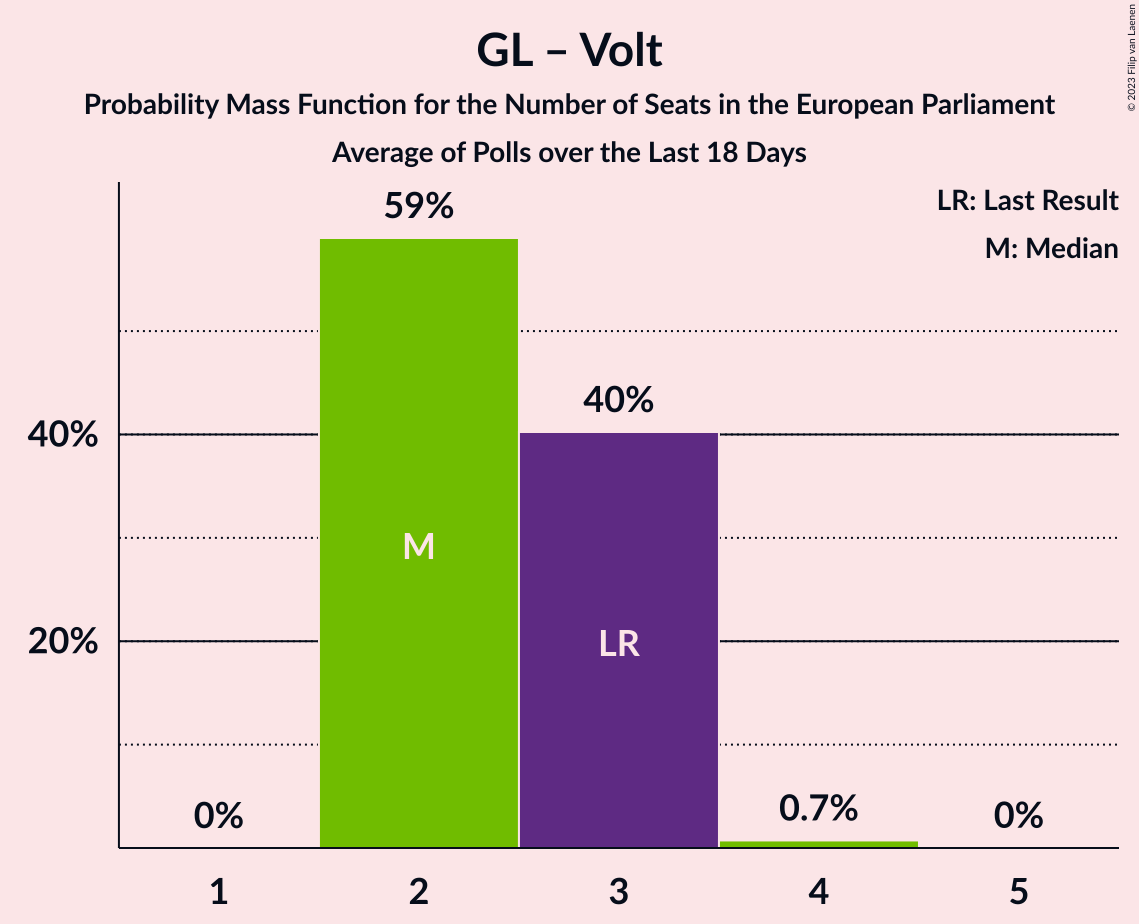 GL – Volt
Probability Mass Function for the Number of Seats in the European Parliament
Average of Polls over the Last 18 Days
© 2023 Filip van Laenen
LR: Last Result
M: Median
59%
40%
40%
M
LR
20%
0%
0.7%
0%
1 2 3 4 5